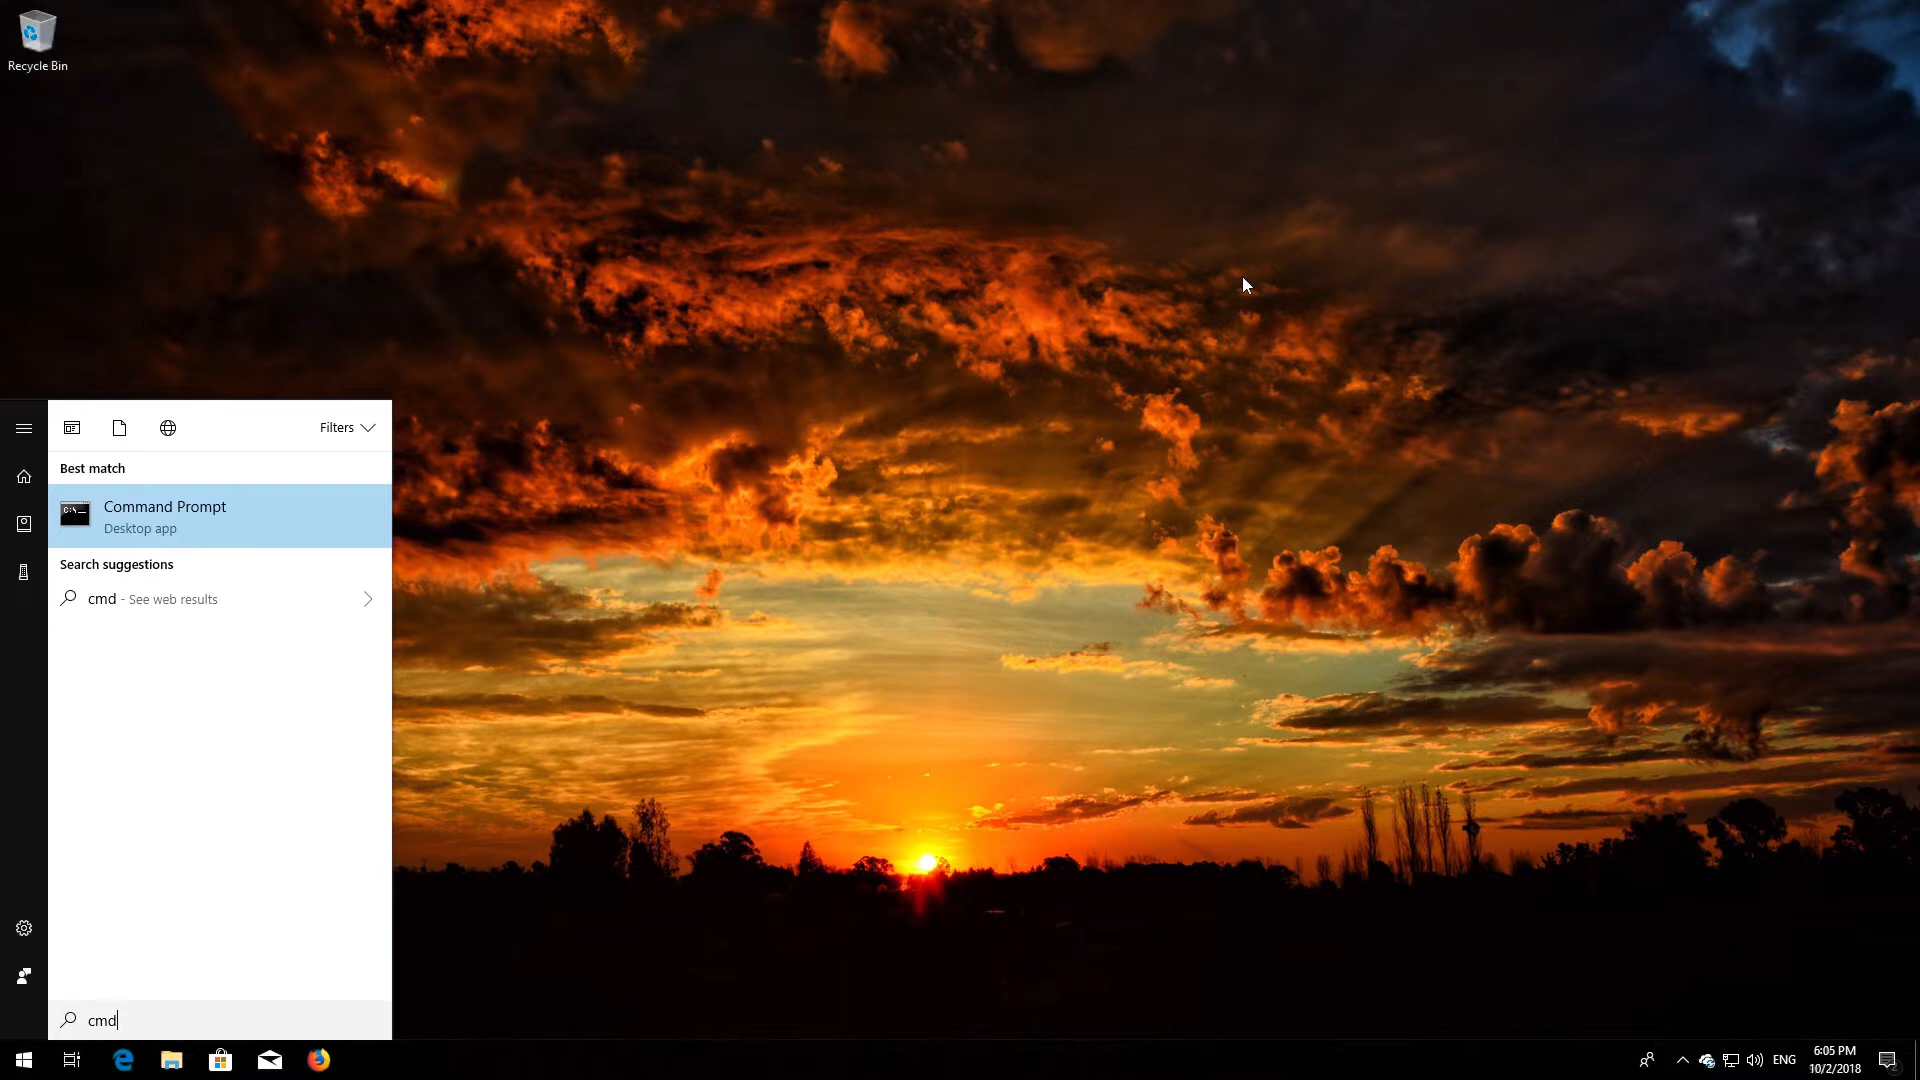 Recycle Bin
Filters
Best match
Command Prompt
Desktop app
Search suggestions
cmd - See web results
cmd
ENG
6:05 PM
10/2/2018
2